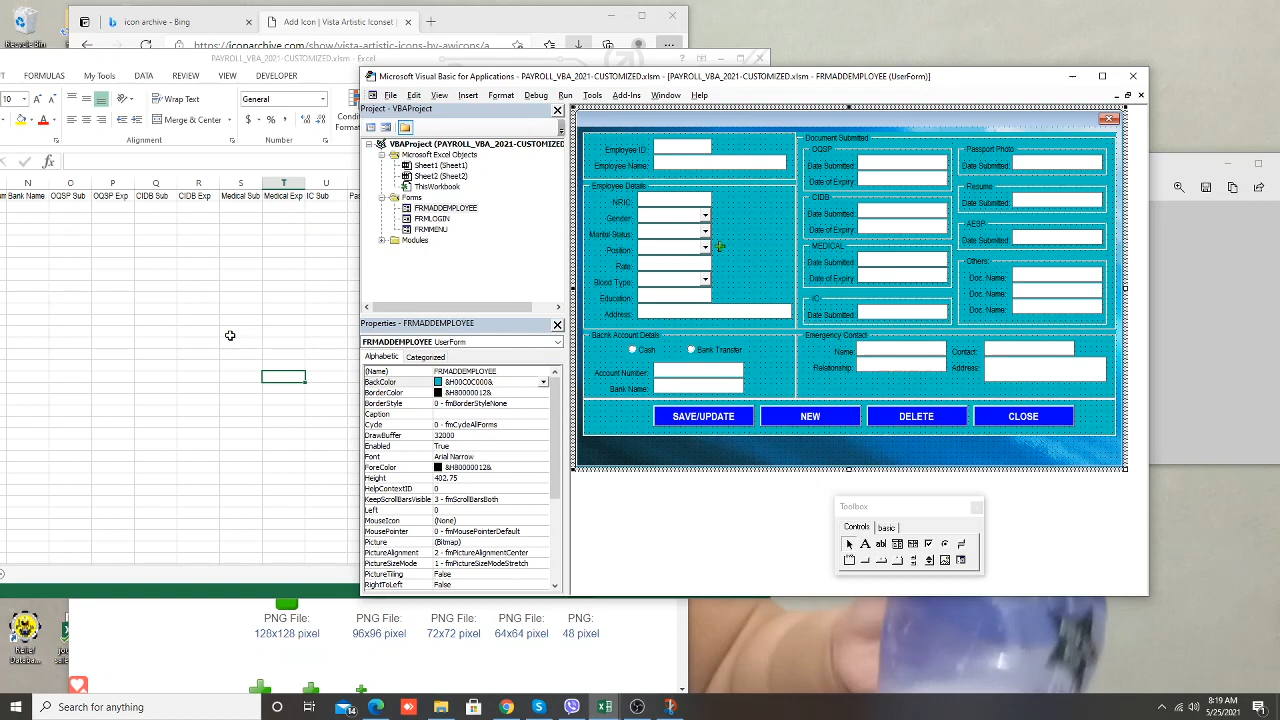 icon archive - Bing
Add Icon | Vista Artistic Iconset |
https://iconarchive.com/show/vista-artistic-icons-by-awicons/a...
PAYROLL_VBA_2021-CUSTOMIZED.xlsm - Excel
FORMULAS My Tools DATA REVIEW VIEW DEVELOPER
10 Wrap Text General
Merge & Center
N O P Q R S T U
Bank Name OQSP Sub OQSP Exp CIDB Sub CIDB Exp Medical Sub
Microsoft Visual Basic for Applications - PAYROLL_VBA_2021-CUSTOMIZED.xlsm - [PAYROLL_VBA_2021-CUSTOMIZED.xlsm - FRMADDEMPLOYEE (UserForm)]
File Edit View Insert Format Debug Run Tools Add-Ins Window Help
Project - VBAProject
VBAProject (PAYROLL_VBA_2021-CUSTOMIZED
Microsoft Excel Objects
Sheet1 (Sheet1)
Sheet2 (Sheet2)
ThisWorkbook
Forms
FRMADDEMPLOYEE
FRMLOGIN
FRMMENU
Modules
Properties - FRMADDEMPLOYEE
FRMADDEMPLOYEE UserForm
Alphabetic Categorized
(Name) FRMADDEMPLOYEE
BackColor &H00C0C000&
BorderColor &H80000012&
BorderStyle 0 - fmBorderStyleNone
Caption
Cycle 0 - fmCycleAllForms
DrawBuffer 32000
Enabled True
Font Arial Narrow
ForeColor &H80000012&
Height 402.75
HelpContextID 0
KeepScrollBarsVisible 3 - fmScrollBarsBoth
Left 0
MouseIcon (None)
MousePointer 0 - fmMousePointerDefault
Picture (Bitmap)
PictureAlignment 2 - fmPictureAlignmentCenter
PictureSizeMode 1 - fmPictureSizeModeStretch
PictureTiling False
RightToLeft False
Employee ID :
Employee Name:
Employee Details
NRIC:
Gender:
Marital Status:
Position:
Rate:
Blood Type:
Education:
Address:
Bacnk Account Detals
Cash Bank Transfer
Account Number:
Bank Name:
Document Submitted:
OQSP
Date Submitted:
Date of Expiry:
CIDB
Date Submitted:
Date of Expiry:
MEDICAL
Date Submitted:
Date of Expiry:
IC:
Date Submitted:
Passport Photo
Date Submitted:
Resume
Date Submitted:
AESP
Date Submitted:
Others:
Doc. Name:
Doc. Name:
Doc. Name:
Emergency Contact:
Name: Contact:
Relationship: Address:
SAVE/UPDATE NEW DELETE CLOSE
Toolbox
Controls basic
PNG File: PNG File: PNG File: PNG File: PNG:
128x128 pixel 96x96 pixel 72x72 pixel 64x64 pixel 48 pixel
Recycle Bin
Search for anything
14
8:19 AM
5/25/2021